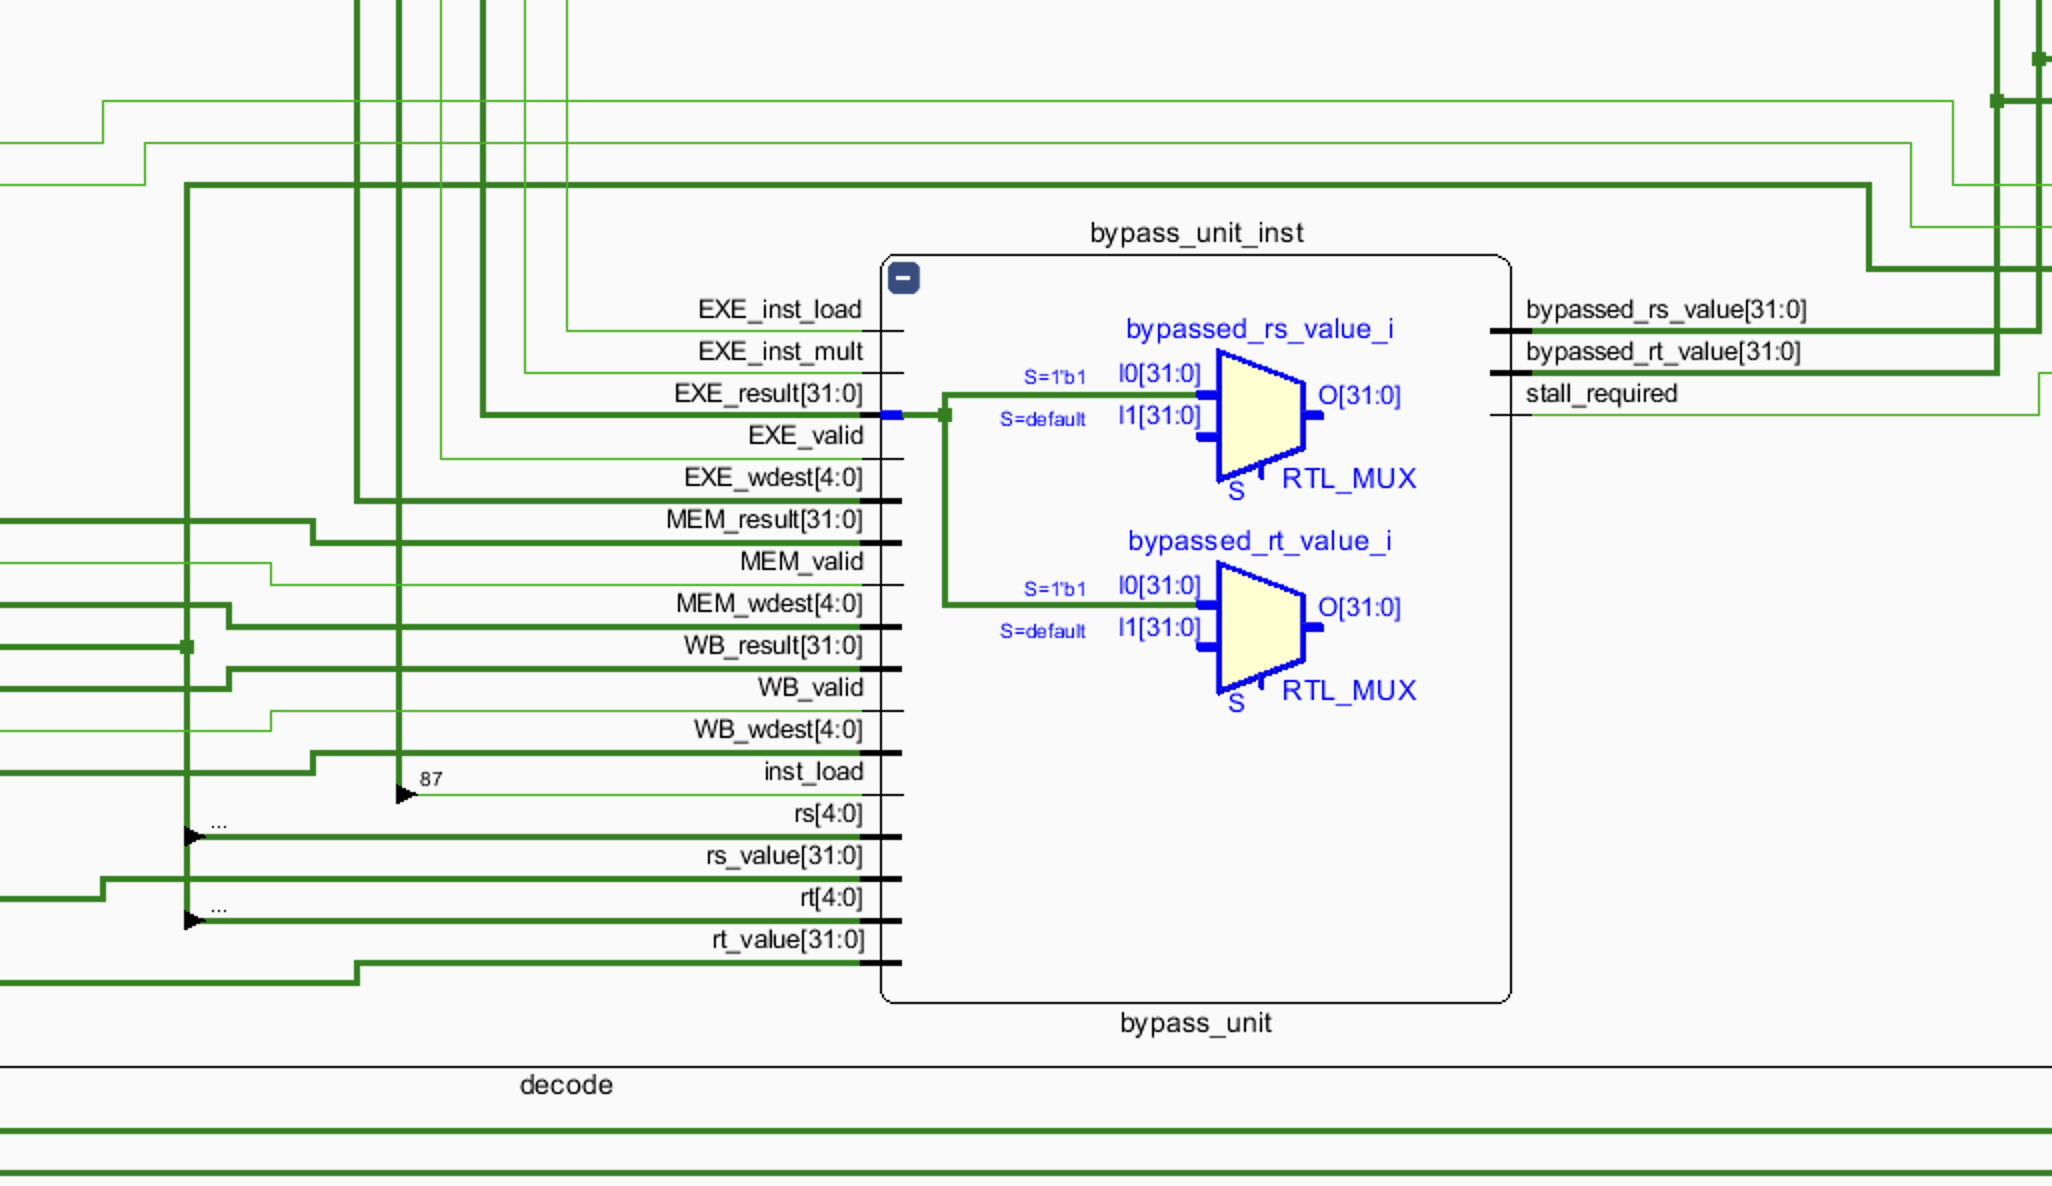 bypass_unit_inst
EXE_inst_load
EXE_inst_mult
EXE_result[31:0]
EXE_valid
EXE_wdest[4:0]
MEM_result[31:0]
MEM_valid
MEM_wdest[4:0]
WB_result[31:0]
WB_valid
WB_wdest[4:0]
87
inst_load
...
rs[4:0]
rs_value[31:0]
...
rt[4:0]
rt_value[31:0]
bypassed_rs_value_i
S=1'b1
I0[31:0]
S=default
I1[31:0]
O[31:0]
S
RTL_MUX
bypassed_rt_value_i
S=1'b1
I0[31:0]
S=default
I1[31:0]
O[31:0]
S
RTL_MUX
bypassed_rs_value[31:0]
bypassed_rt_value[31:0]
stall_required
bypass_unit
decode